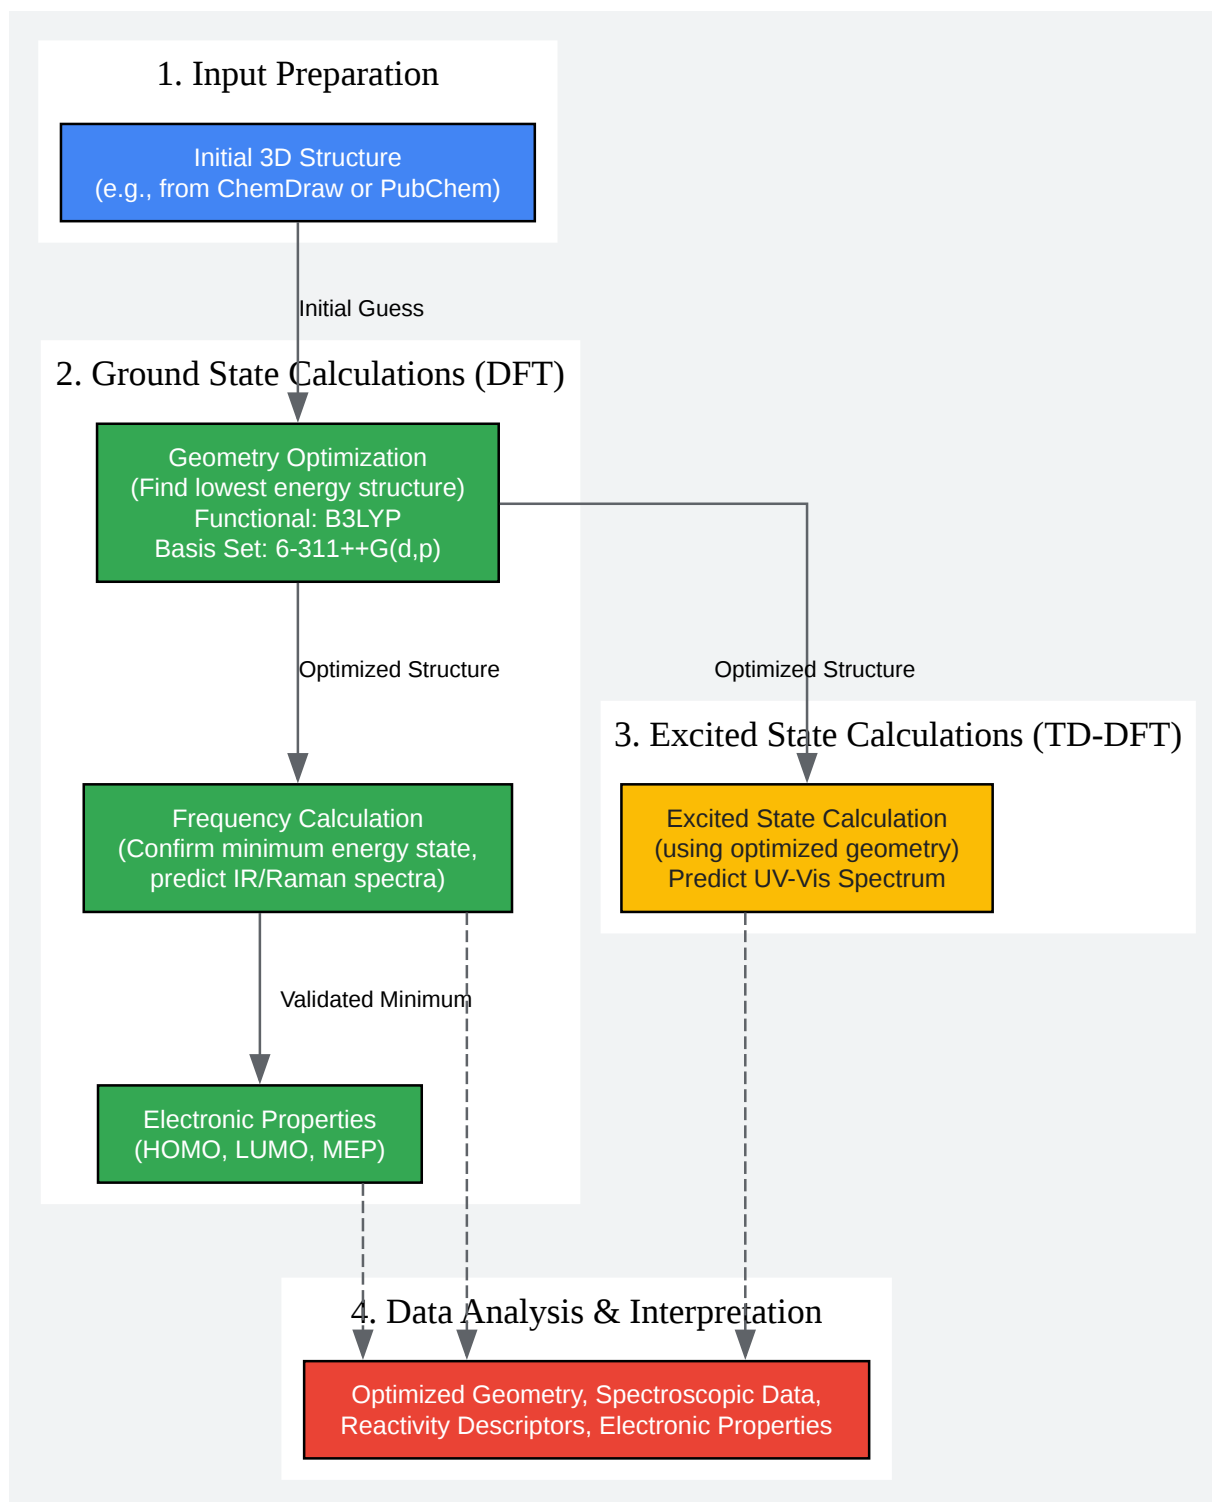 1. Input Preparation
Initial 3D Structure
(e.g., from ChemDraw or PubChem)
Initial Guess
2. Ground State Calculations (DFT)
Geometry Optimization
(Find lowest energy structure)
Functional: B3LYP
Basis Set: 6-311++G(d,p)
Optimized Structure
Optimized Structure
3. Excited State Calculations (TD-DFT)
Frequency Calculation
(Confirm minimum energy state,
predict IR/Raman spectra)
Excited State Calculation
(using optimized geometry)
Predict UV-Vis Spectrum
Validated Minimum
Electronic Properties
(HOMO, LUMO, MEP)
4. Data Analysis & Interpretation
Optimized Geometry, Spectroscopic Data,
Reactivity Descriptors, Electronic Properties